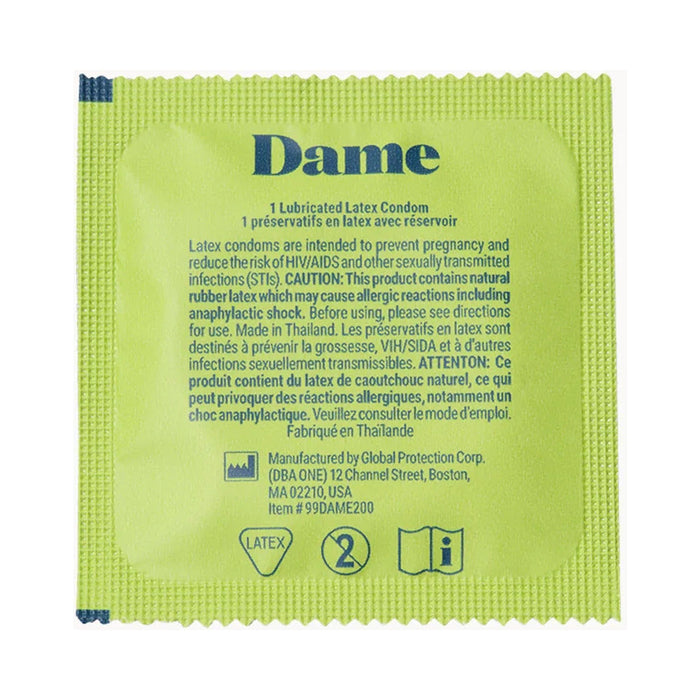 Dame
1 Lubricated Latex Condom
1 préservatifs en latex avec réservoir
Latex condoms are intended to prevent pregnancy and
reduce the risk of HIV/AIDS and other sexually transmitted
infections (STIs). CAUTION: This product contains natural
rubber latex which may cause allergic reactions including
anaphylactic shock. Before using, please see directions
for use. Made in Thailand. Les préservatifs en latex sont
destinés à prévenir la grossesse, VIH/SIDA et à d'autres
infections sexuellement transmissibles. ATTENTON: Ce
produit contient du latex de caoutchouc naturel, ce qui
peut privoquer des réactions allergiques, notamment un
choc anaphylactique. Veuillez consulter le mode d'emploi.
Fabriqué en Thaïlande
Manufactured by Global Protection Corp.
(DBA ONE) 12 Channel Street, Boston,
MA 02210, USA
Item # 99DAME200
LATEX 2 i